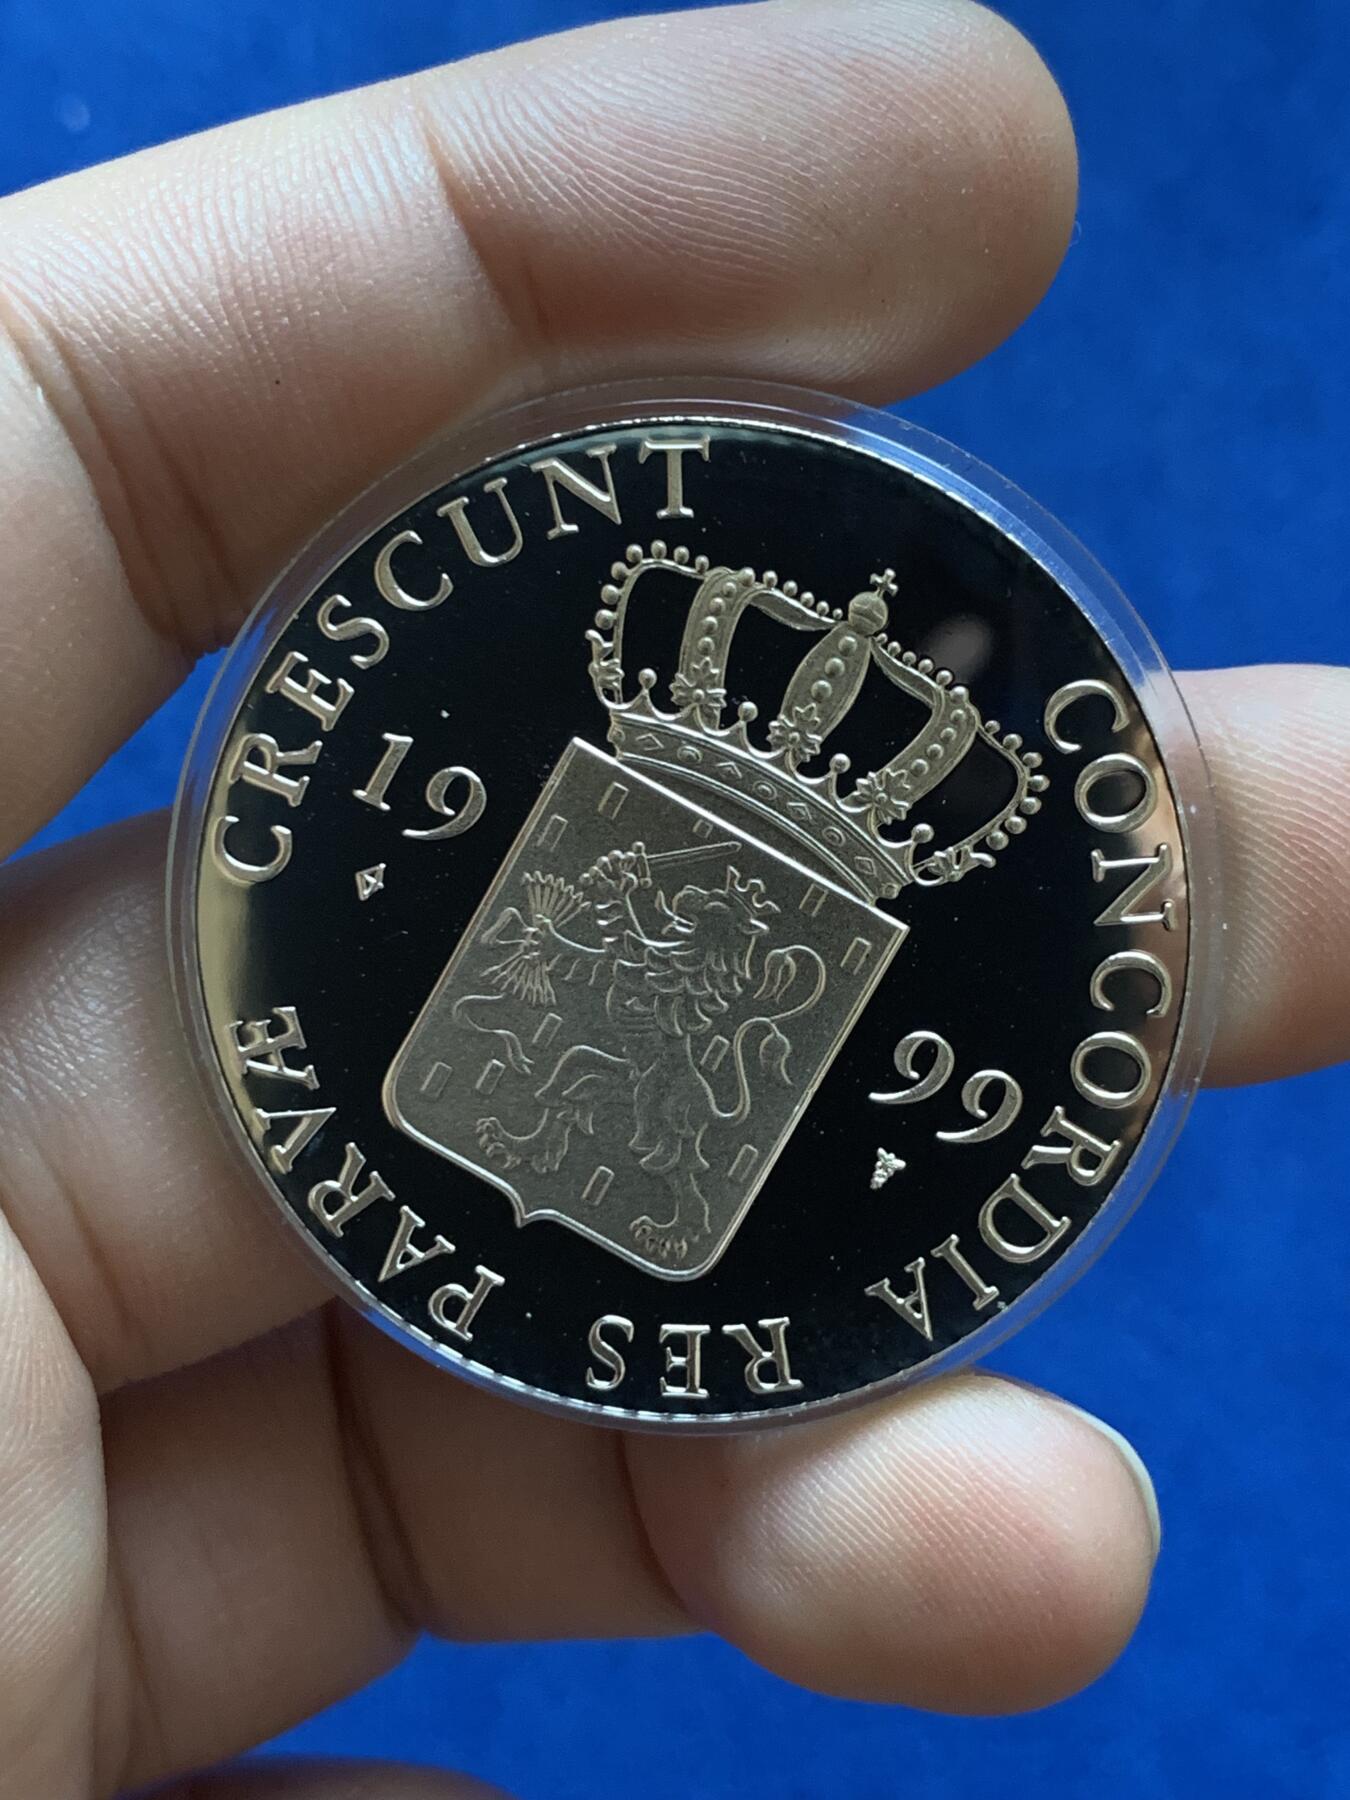 CONCORDIA RES PARVÆ CRESCUNT
19 99